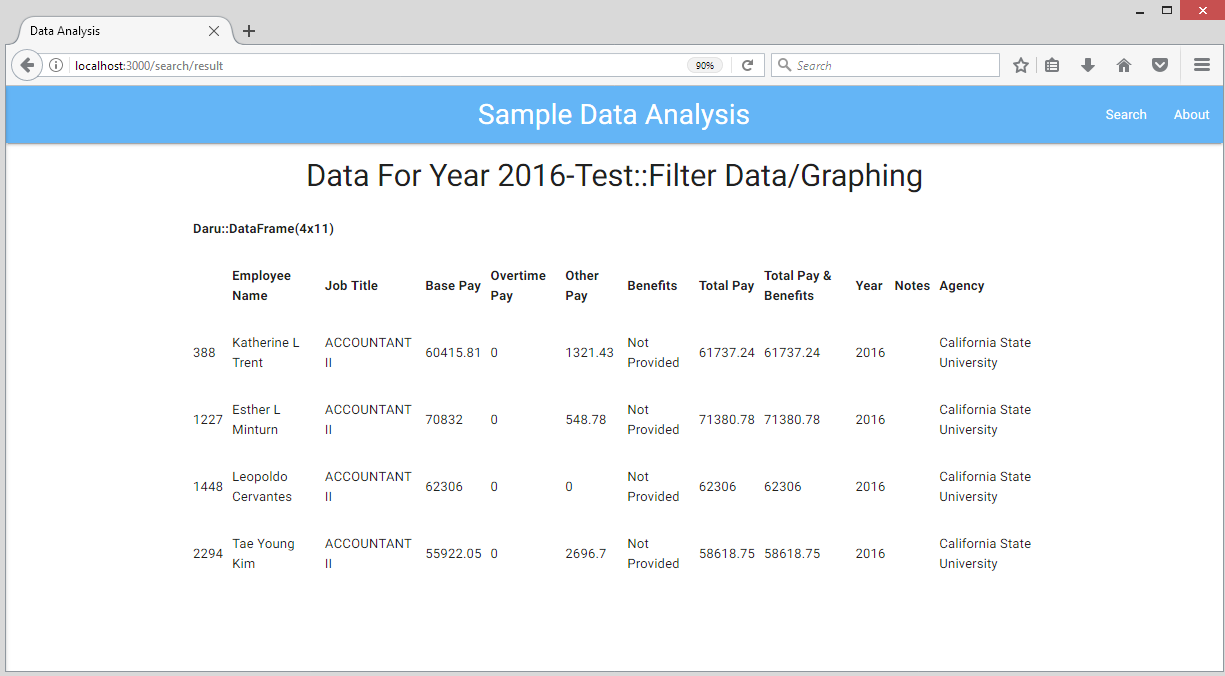 Data Analysis
localhost:3000/search/result
90%
Search
Sample Data Analysis
Search About
Data For Year 2016-Test::Filter Data/Graphing
Daru::DataFrame(4x11)
Employee Name Job Title Base Pay Overtime Pay Other Pay Benefits Total Pay Total Pay & Benefits Year Notes Agency
388 Katherine L Trent ACCOUNTANT II 60415.81 0 1321.43 Not Provided 61737.24 61737.24 2016 California State University
1227 Esther L Minturn ACCOUNTANT II 70832 0 548.78 Not Provided 71380.78 71380.78 2016 California State University
1448 Leopoldo Cervantes ACCOUNTANT II 62306 0 0 Not Provided 62306 62306 2016 California State University
2294 Tae Young Kim ACCOUNTANT II 55922.05 0 2696.7 Not Provided 58618.75 58618.75 2016 California State University